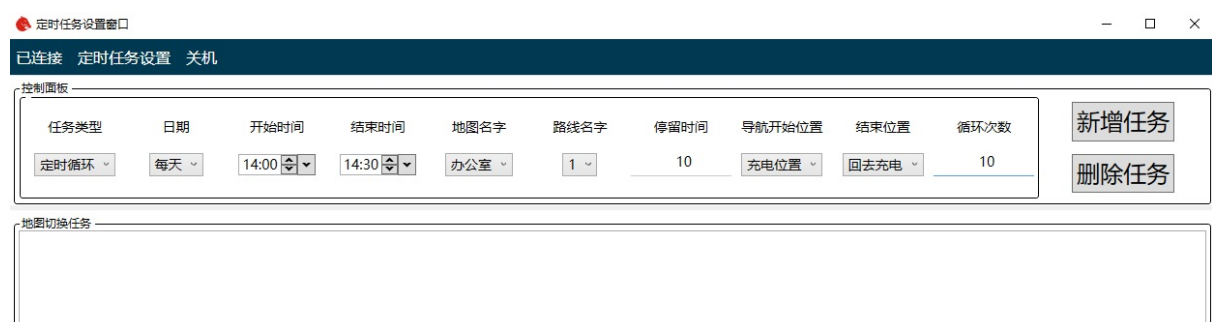 定时任务设置窗口
已连接 定时任务设置 关机
控制面板
任务类型 日期 开始时间 结束时间 地图名字 路线名字 停留时间 导航开始位置 结束位置 循环次数
定时循环 每天 14:00 14:30 办公室 1 10 充电位置 回去充电 10
新增任务
删除任务
地图切换任务